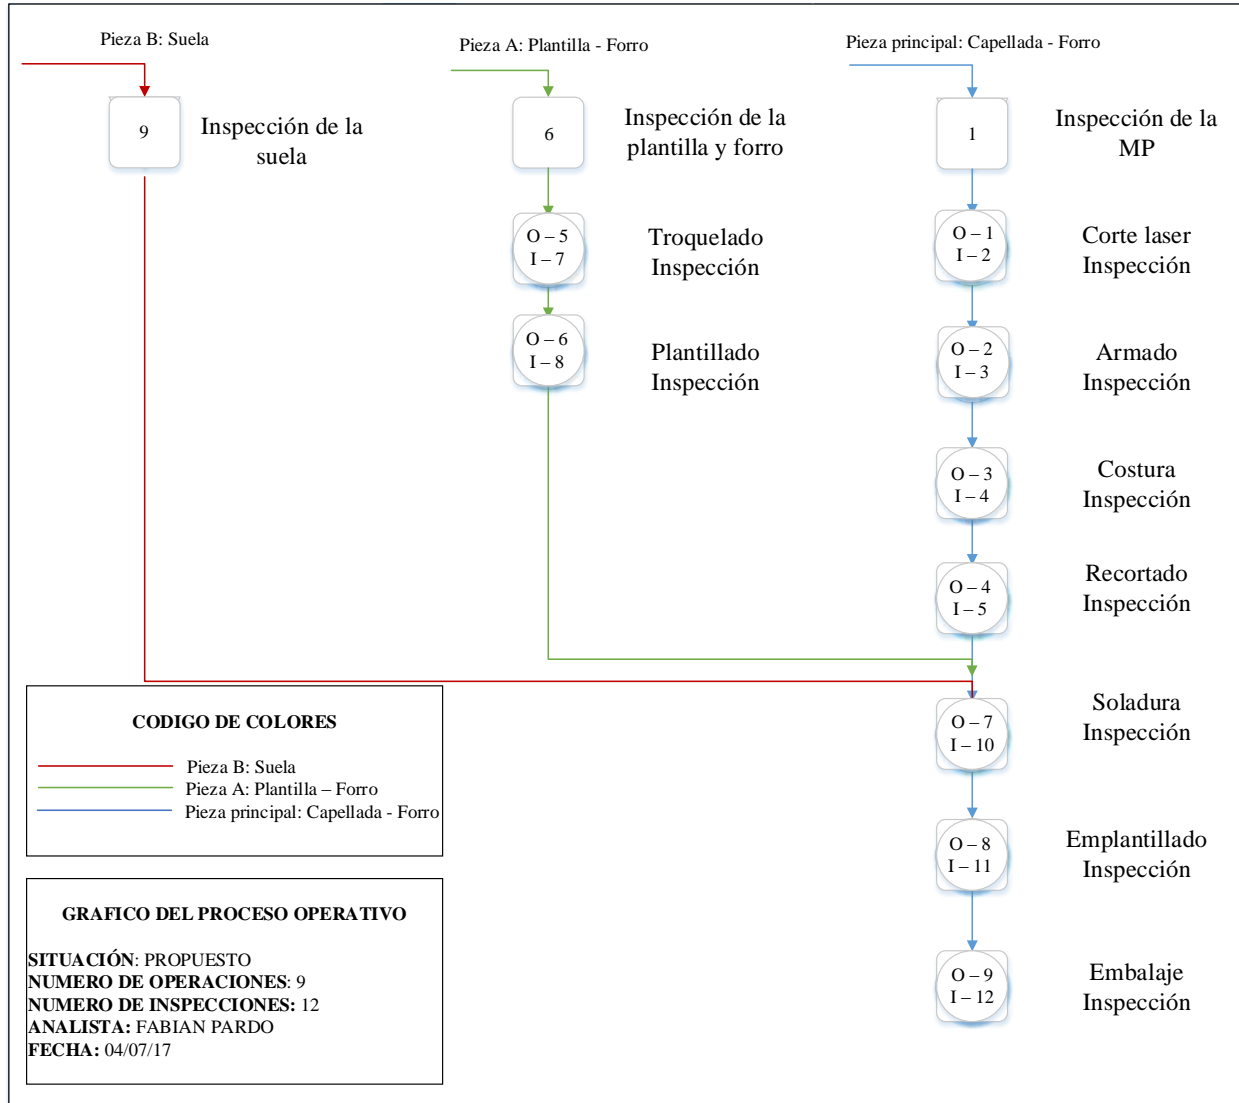 Pieza B: Suela
9
Inspección de la
suela
Pieza A: Plantilla - Forro
6
Inspección de la
plantilla y forro
O – 5
I – 7
Troquelado
Inspección
O – 6
I – 8
Plantillado
Inspección
Pieza principal: Capellada - Forro
1
Inspección de la
MP
O – 1
I – 2
Corte laser
Inspección
O – 2
I – 3
Armado
Inspección
O – 3
I – 4
Costura
Inspección
O – 4
I – 5
Recortado
Inspección
O – 7
I – 10
Soladura
Inspección
O – 8
I – 11
Emplantillado
Inspección
O – 9
I – 12
Embalaje
Inspección
CODIGO DE COLORES
Pieza B: Suela
Pieza A: Plantilla – Forro
Pieza principal: Capellada - Forro
GRAFICO DEL PROCESO OPERATIVO
SITUACIÓN: PROPUESTO
NUMERO DE OPERACIONES: 9
NUMERO DE INSPECCIONES: 12
ANALISTA: FABIAN PARDO
FECHA: 04/07/17